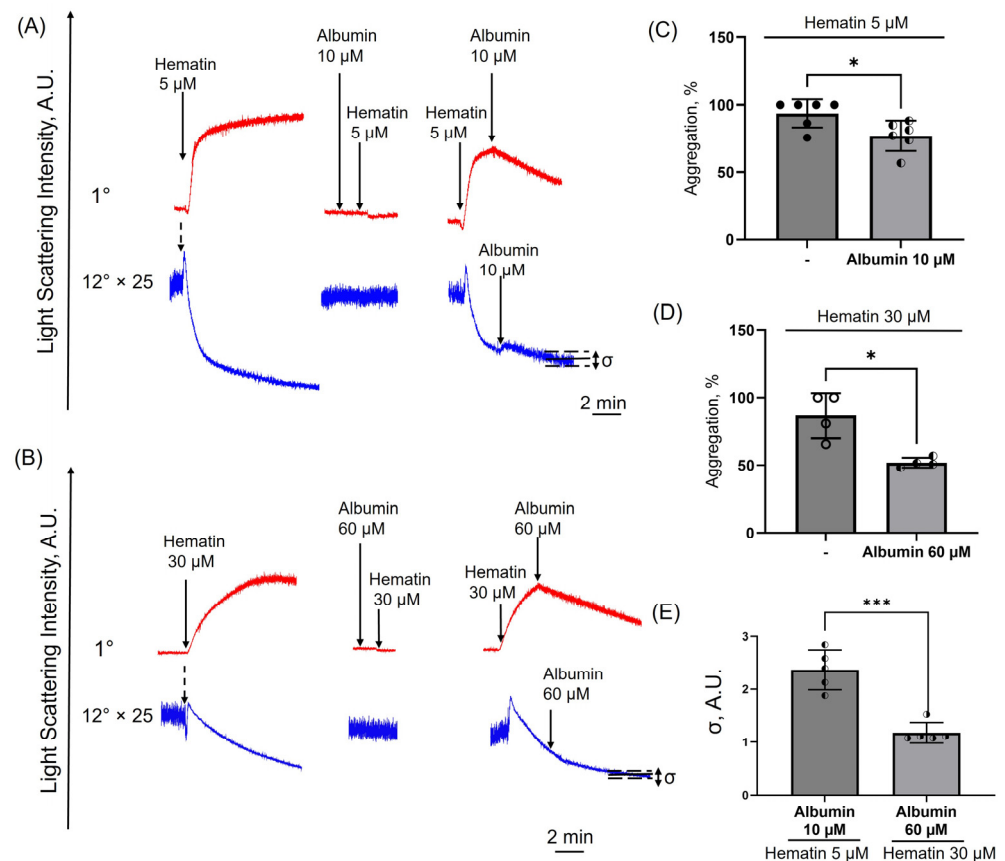 (A)
Light Scattering Intensity, A.U.
Hematin
5 μM
Albumin
10 μM
Hematin
5 μM
Albumin
10 μM
Hematin
5 μM
1°
12° × 25
Albumin
10 μM
σ
2 min
(B)
Light Scattering Intensity, A.U.
Hematin
30 μM
Albumin
60 μM
Hematin
30 μM
Albumin
60 μM
Hematin
30 μM
1°
12° × 25
Albumin
60 μM
σ
2 min
(C)
Hematin 5 μM
Aggregation, %
150
100
50
0
*
-
Albumin 10 μM
(D)
Hematin 30 μM
Aggregation, %
150
100
50
0
*
-
Albumin 60 μM
(E)
σ, A.U.
3
2
1
0
***
Albumin
10 μM
Hematin 5 μM
Albumin
60 μM
Hematin 30 μM